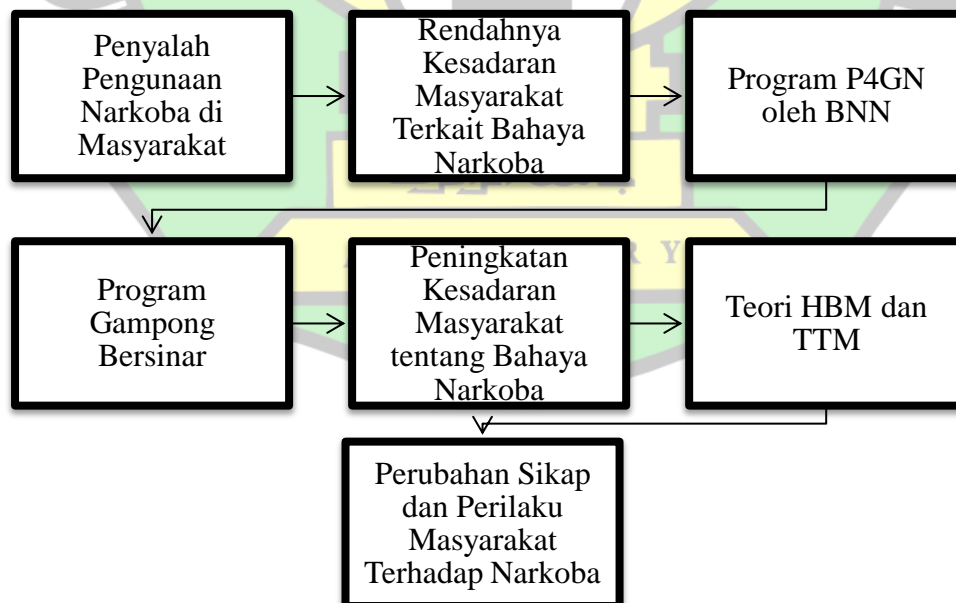 Penyalah
Pengunaan
Narkoba di
Masyarakat
Rendahnya
Kesadaran
Masyarakat
Terkait Bahaya
Narkoba
Program P4GN
oleh BNN
Program
Gampong
Bersinar
Peningkatan
Kesadaran
Masyarakat
tentang Bahaya
Narkoba
Teori HBM dan
TTM
Perubahan Sikap
dan Perilaku
Masyarakat
Terhadap Narkoba